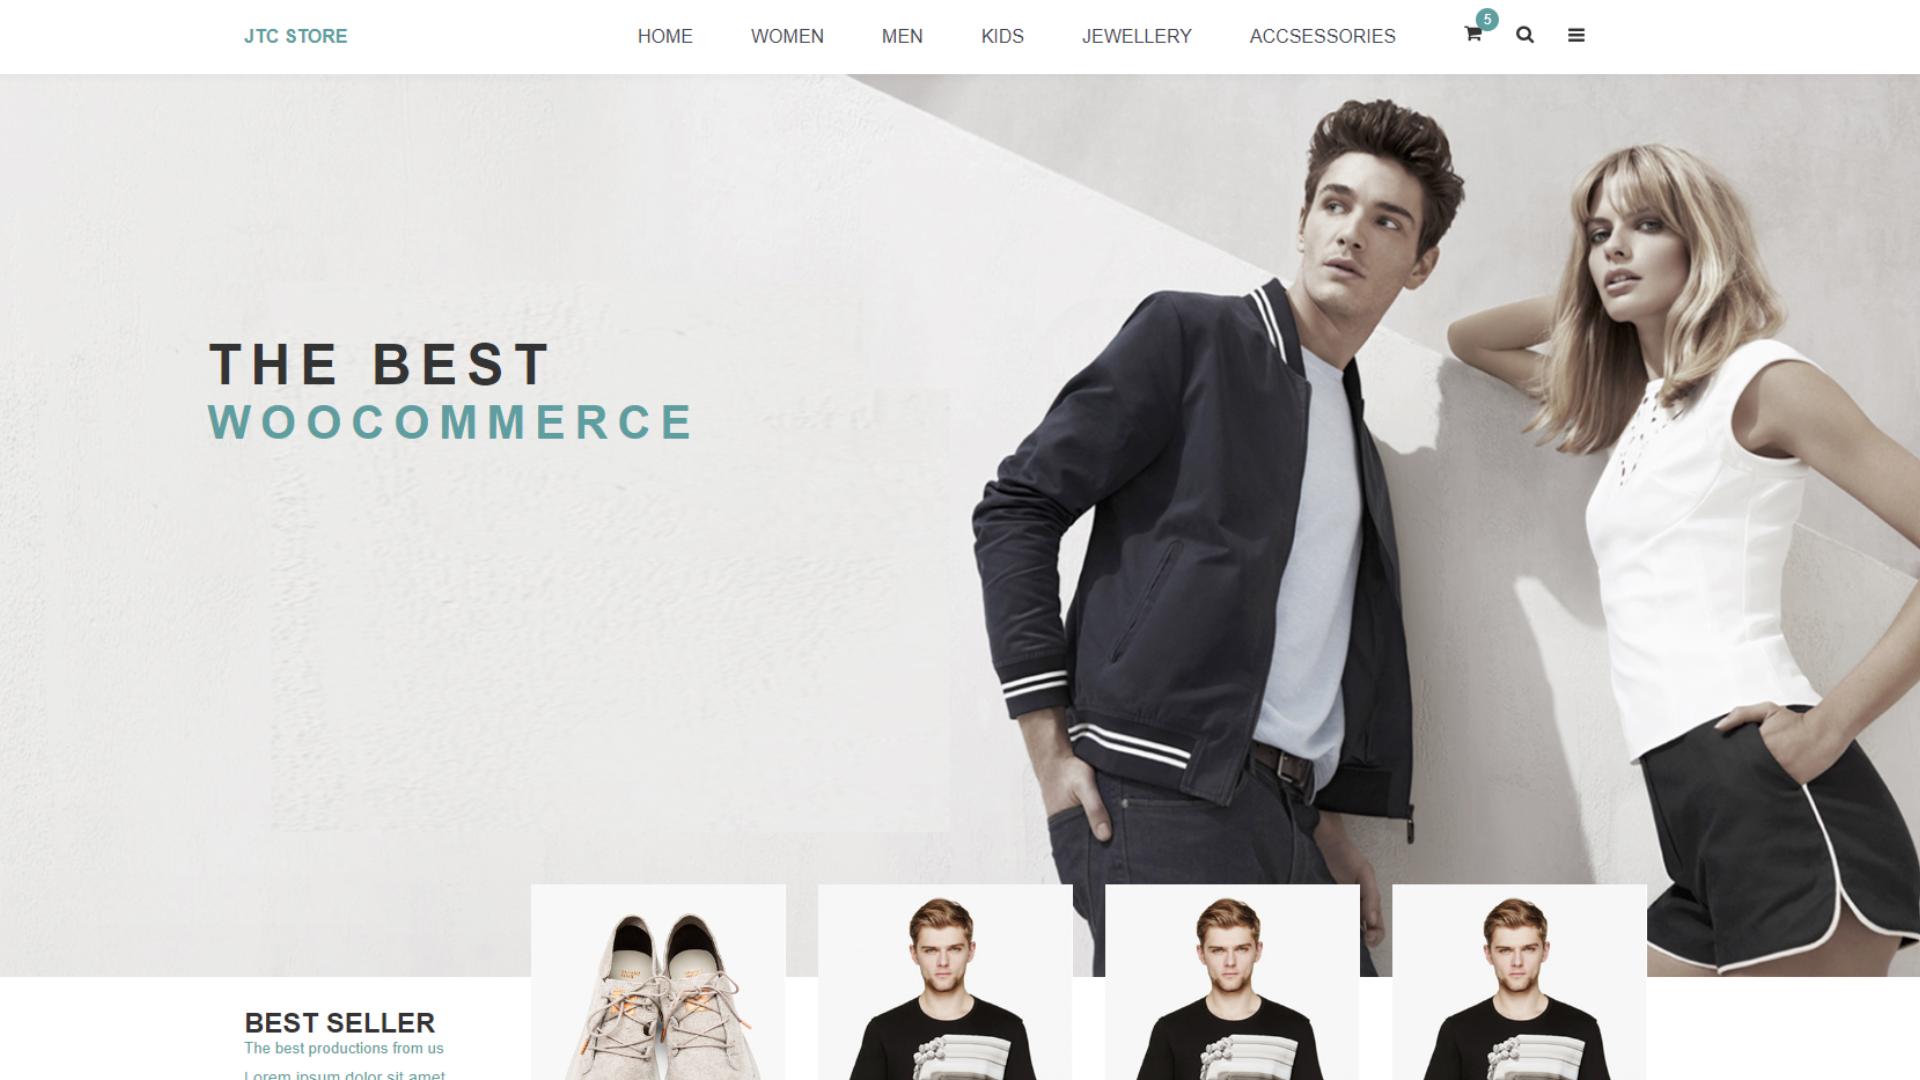 JTC STORE
HOME WOMEN MEN KIDS JEWELLERY ACCSESSORIES
5
THE BEST
WOOCOMMERCE
BEST SELLER
The best productions from us
Lorem ipsum dolor sit amet